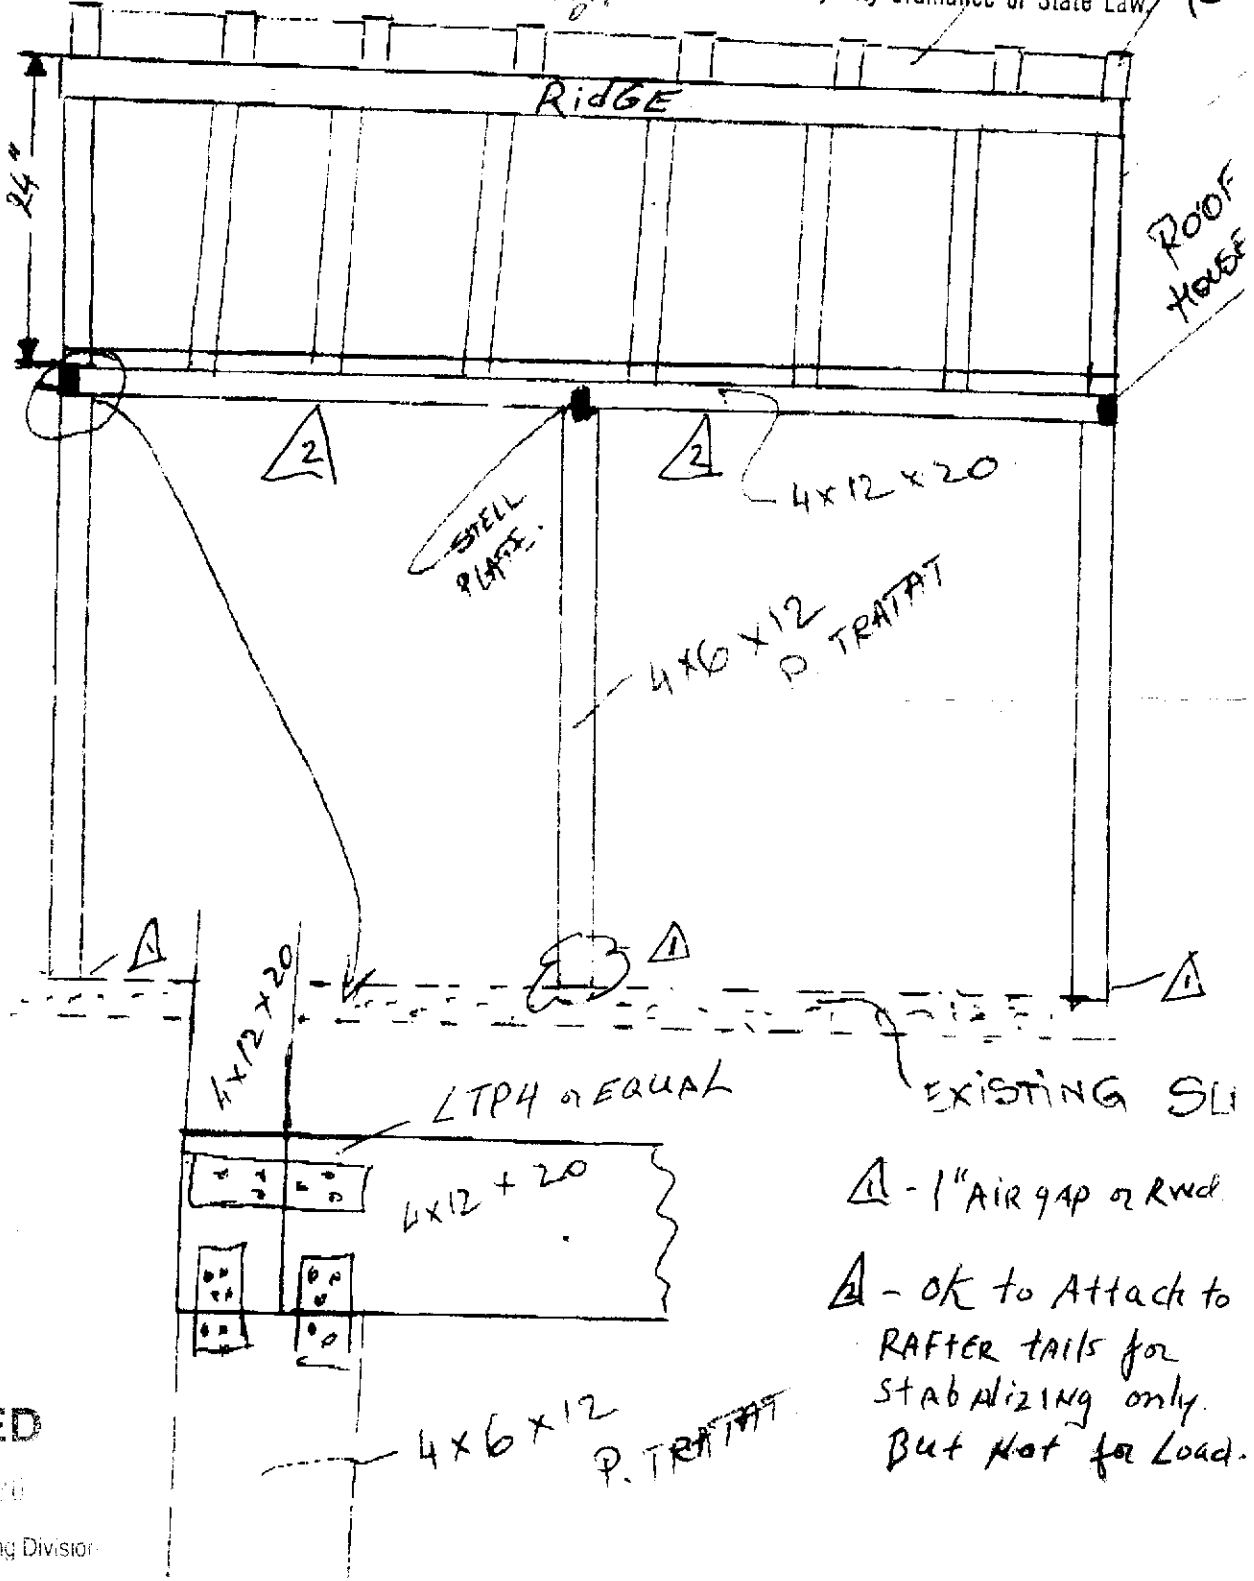 Ordinance or State Law.
RidGE
24"
ROOF
HOUSE
2
2
4x12x20
STELL
PLATE.
4x6x12
P. TRATAT
1
1
1
4x12x20
LTP4 or EQUAL
EXISTING SL
4x12 + 20
1 - 1" AiR gAp or
2 - OK to Attach to
RAFTER tAils for
StAbAlizING only.
But Not for Load.
4x6x12
P. TRATAT
ED
ng Division